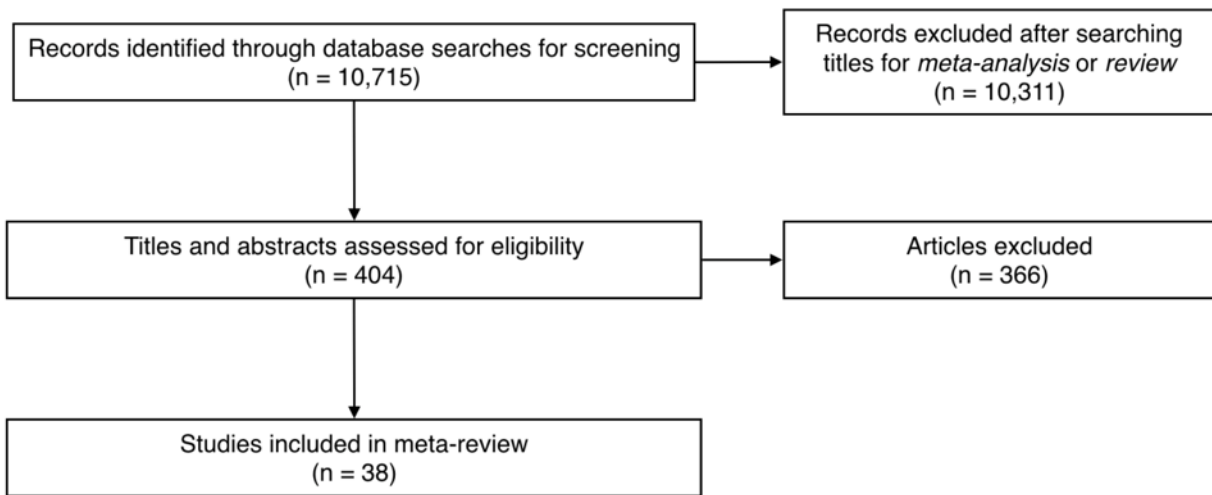 Records identified through database searches for screening
(n = 10,715)
Records excluded after searching
titles for meta-analysis or review
(n = 10,311)
Titles and abstracts assessed for eligibility
(n = 404)
Articles excluded
(n = 366)
Studies included in meta-review
(n = 38)